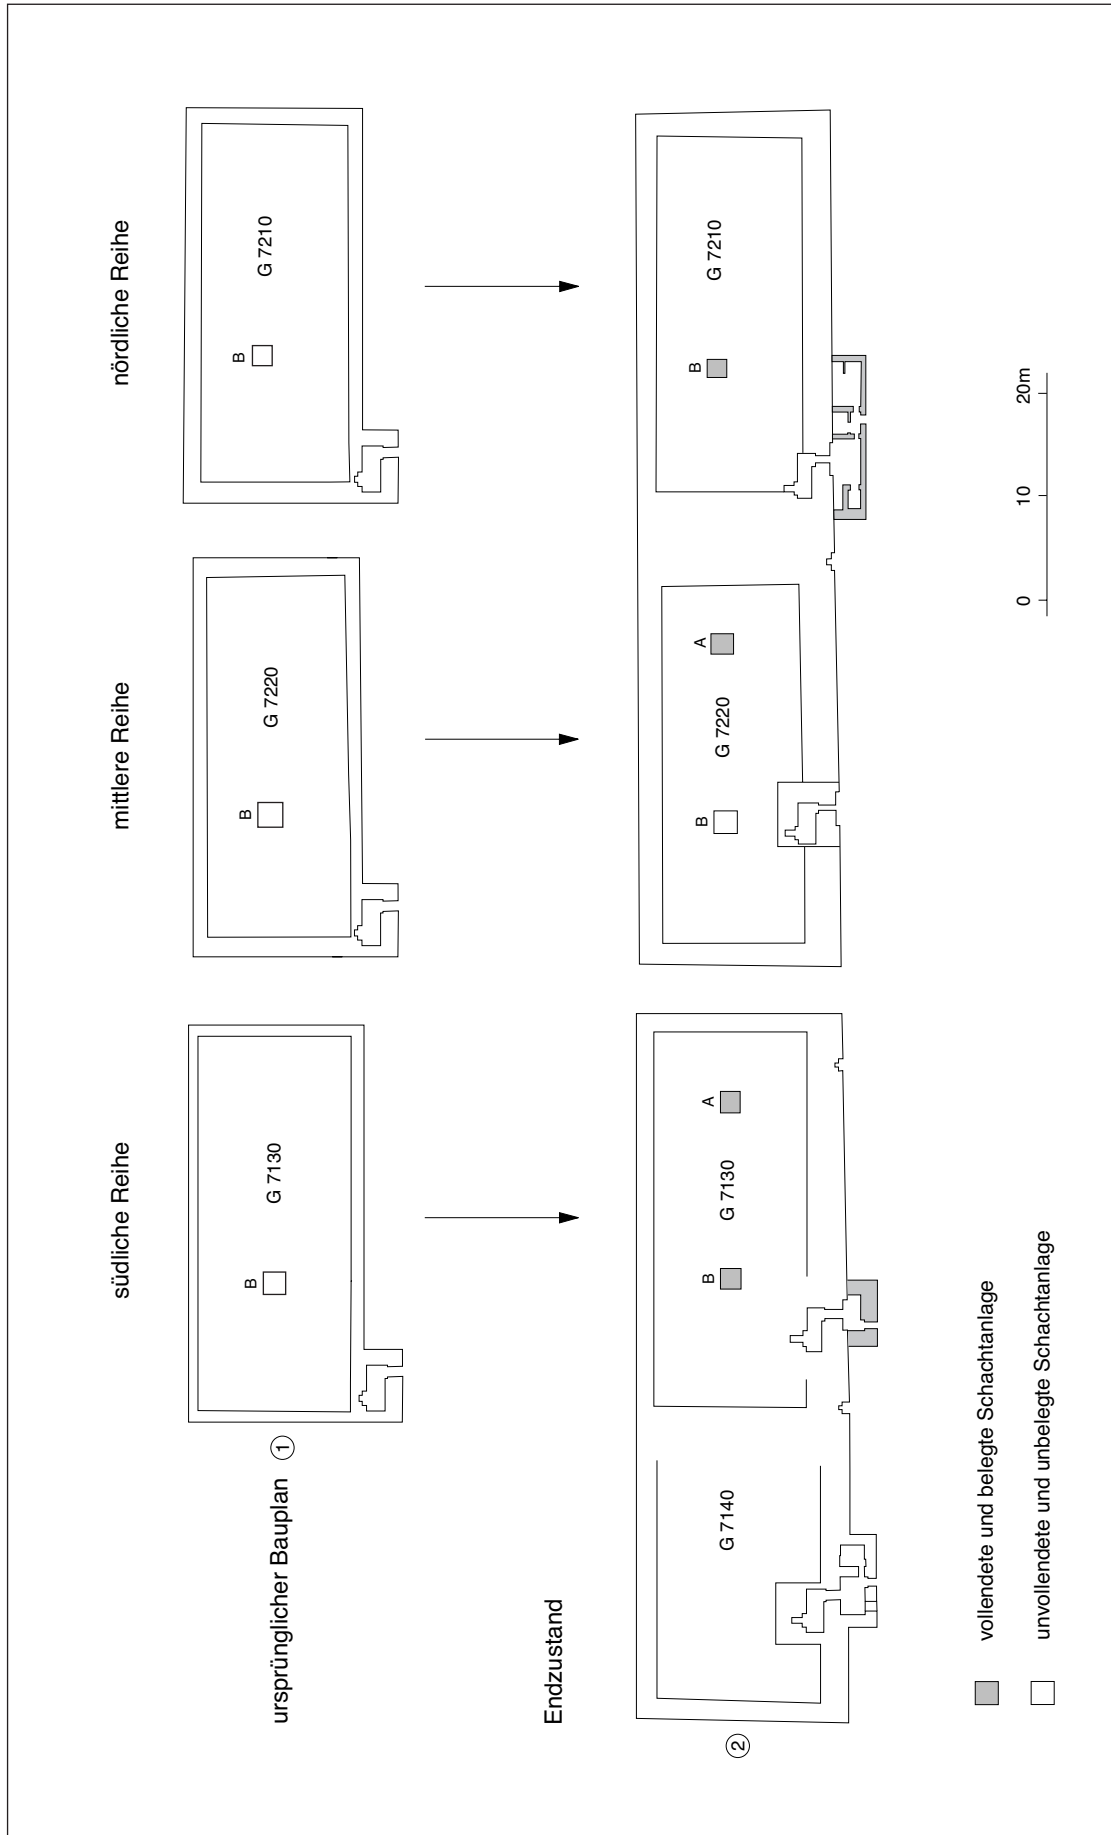 südliche Reihe
mittlere Reihe
nördliche Reihe
ursprünglicher Bauplan ①
B
G 7130
B
G 7220
B
G 7210
Endzustand
②
G 7140
B
G 7130
A
B
G 7220
A
B
G 7210
vollendete und belegte Schachtanlage
unvollendete und unbelegte Schachtanlage
0 10 20m